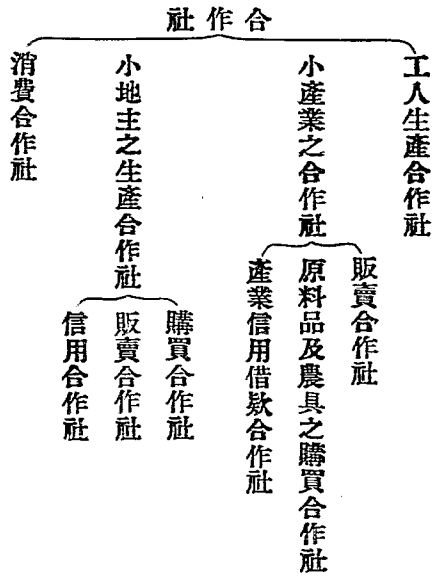 合作社
工人生產合作社
小產業之合作社
販賣合作社
原料品及農具之購買合作社
產業信用借欵合作社
小地主之生產合作社
購買合作社
販賣合作社
信用合作社
消費合作社